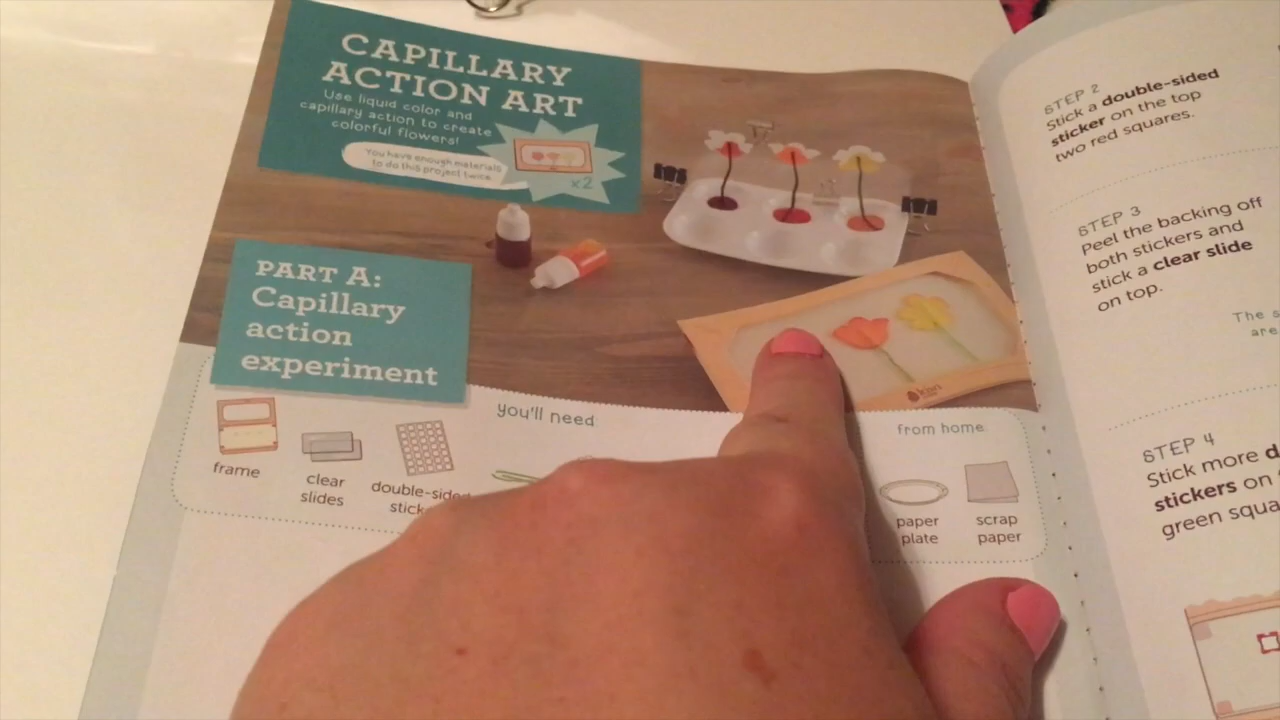 CAPILLARY
ACTION ART
Use liquid color and
capillary action to create
colorful flowers!
You have enough materials
to do this project twice.
x2
PART A:
Capillary
action
experiment
you'll need
frame
clear
slides
double-sided
from home
paper
plate
scrap
paper
kiwi
STEP 2
Stick a double-sided
sticker on the top
two red squares.
STEP 3
Peel the backing off
both stickers and
stick a clear slide
on top.
The
are
STEP 4
Stick more
stickers on
green